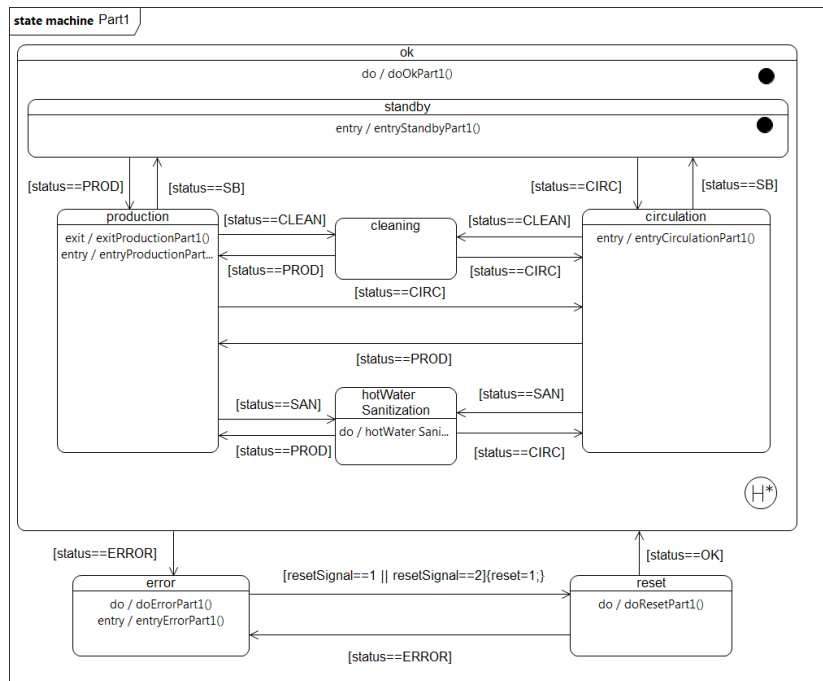 state machine Part1
ok
do / doOkPart1()
standby
entry / entryStandbyPart1()
[status==PROD]
[status==SB]
[status==CIRC]
[status==SB]
production
exit / exitProductionPart1()
entry / entryProductionPart...
[status==CLEAN]
cleaning
[status==CLEAN]
circulation
entry / entryCirculationPart1()
[status==PROD]
[status==CIRC]
[status==CIRC]
[status==PROD]
[status==SAN]
hotWater
Sanitization
do / hotWater Sani...
[status==SAN]
[status==PROD]
[status==CIRC]
H*
[status==ERROR]
[status==OK]
error
do / doErrorPart1()
entry / entryErrorPart1()
[resetSignal==1 || resetSignal==2]{reset=1;}
reset
do / doResetPart1()
[status==ERROR]